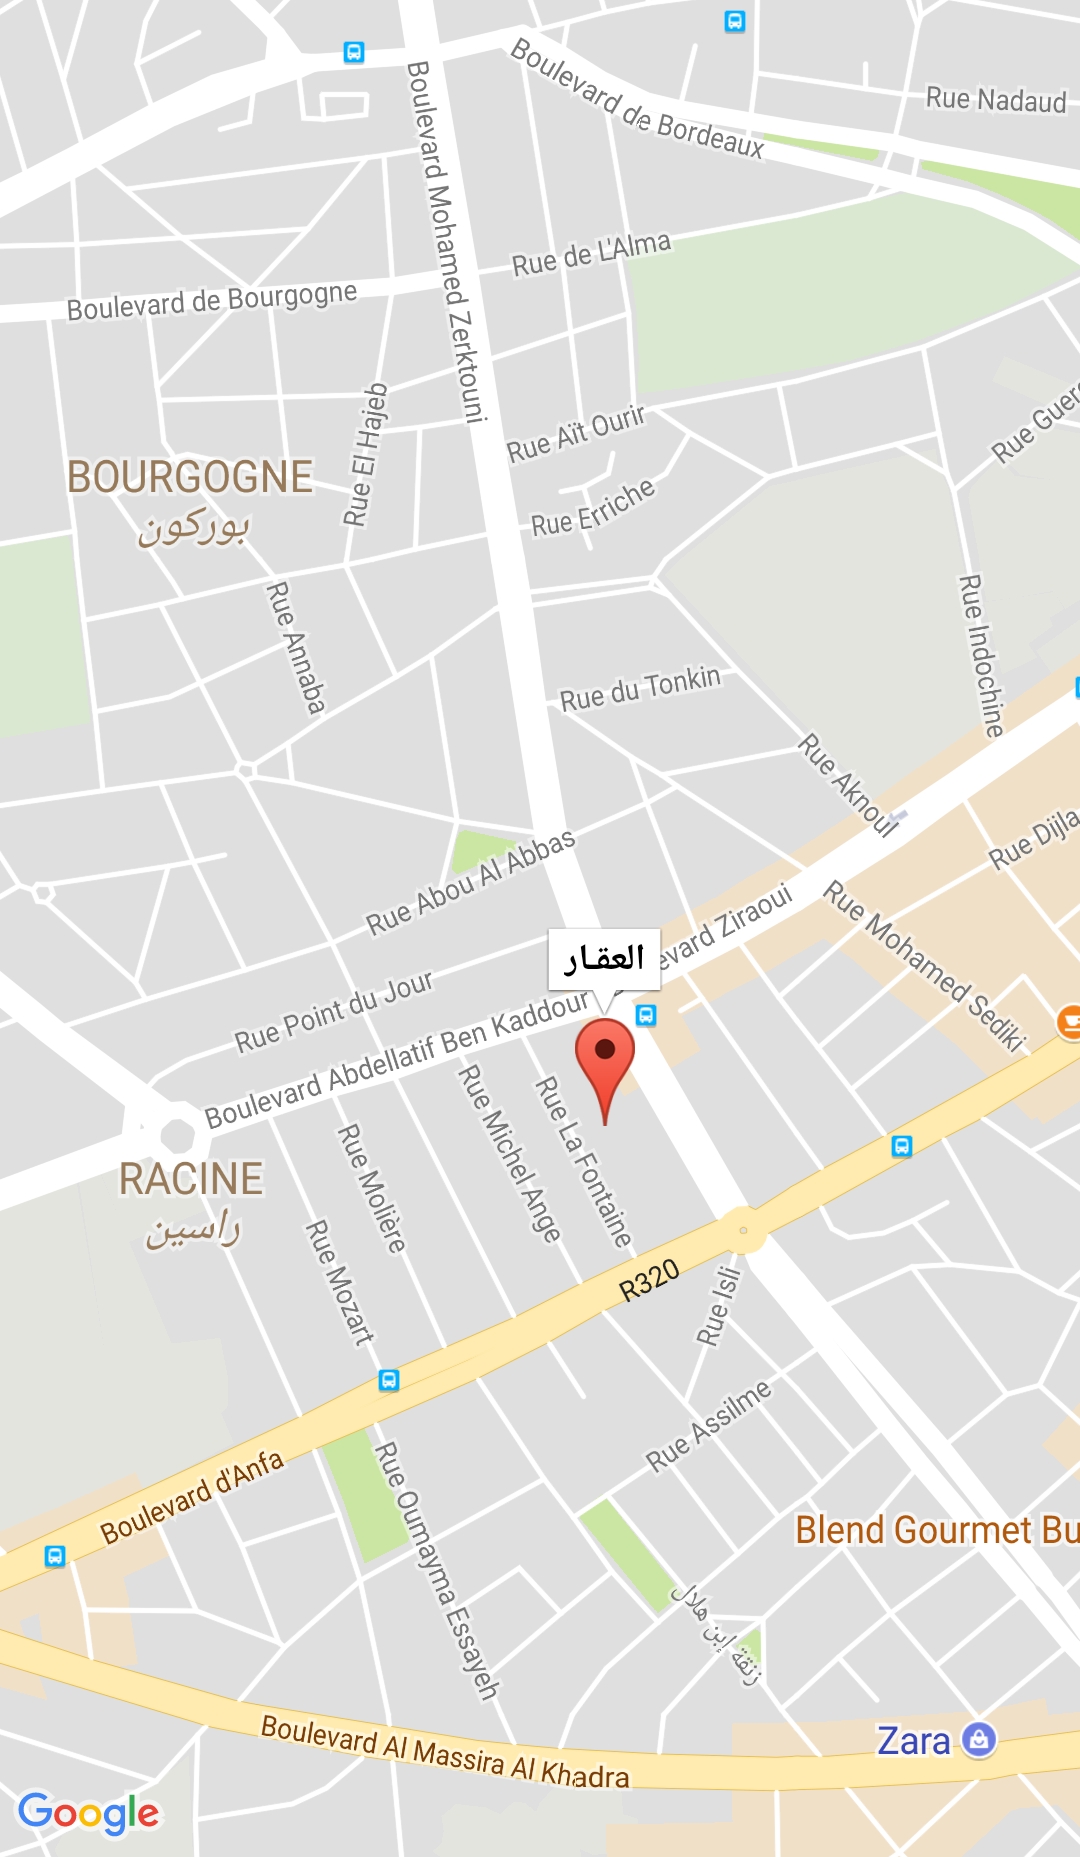 Boulevard de Bordeaux
Rue Nadaud
Boulevard Mohamed Zerktouni
Rue de L'Alma
Boulevard de Bourgogne
Rue El Hajeb
Rue Aït Ourir
Rue Guer
BOURGOGNE
بوركون
Rue Erriche
Rue Annaba
Rue Indochine
Rue du Tonkin
Rue Aknoul
Rue Dijla
Rue Abou Al Abbas
evard Ziraoui
Rue Mohamed Sediki
العقار
Rue Point du Jour
Boulevard Abdellatif Ben Kaddour
Rue Michel Ange
Rue La Fontaine
Rue Molière
RACINE
راسين
Rue Mozart
R320
Rue Isli
Rue Assilme
Boulevard d'Anfa
Rue Oumayma Essayeh
Blend Gourmet Bu
زنقة إبن هلال
Boulevard Al Massira Al Khadra
Zara
Google